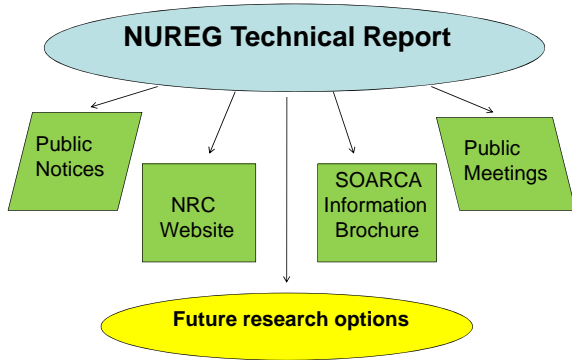 NUREG Technical Report
Public
Notices
NRC
Website
SOARCA
Information
Brochure
Public
Meetings
Future research options